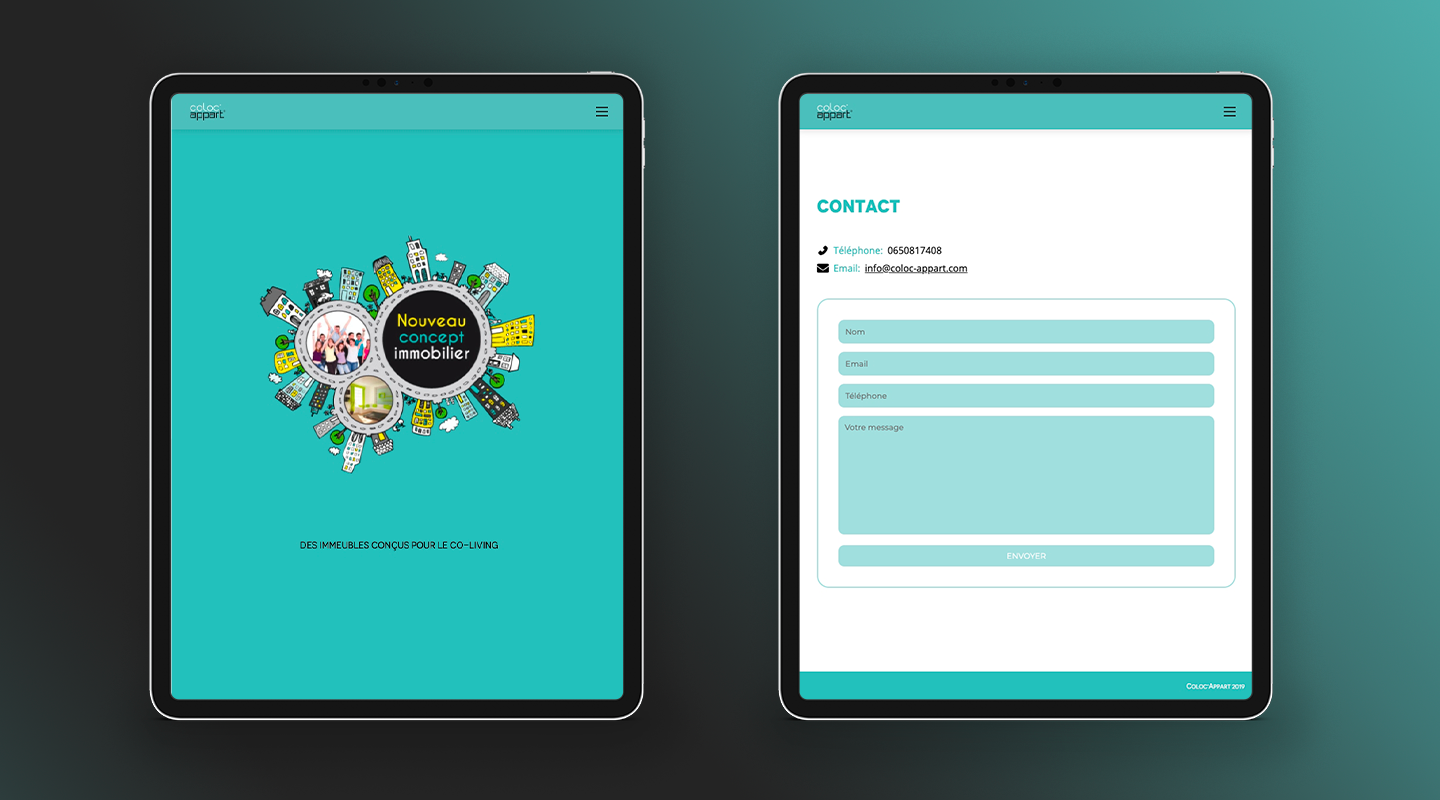 coloc'
appart'
Nouveau
concept
immobilier
DES IMMEUBLES CONÇUS POUR LE CO-LIVING
coloc'
appart'
CONTACT
Téléphone: 0650817408
Email: info@coloc-appart.com
Nom
Email
Téléphone
Votre message
ENVOYER
Coloc'Appart 2019